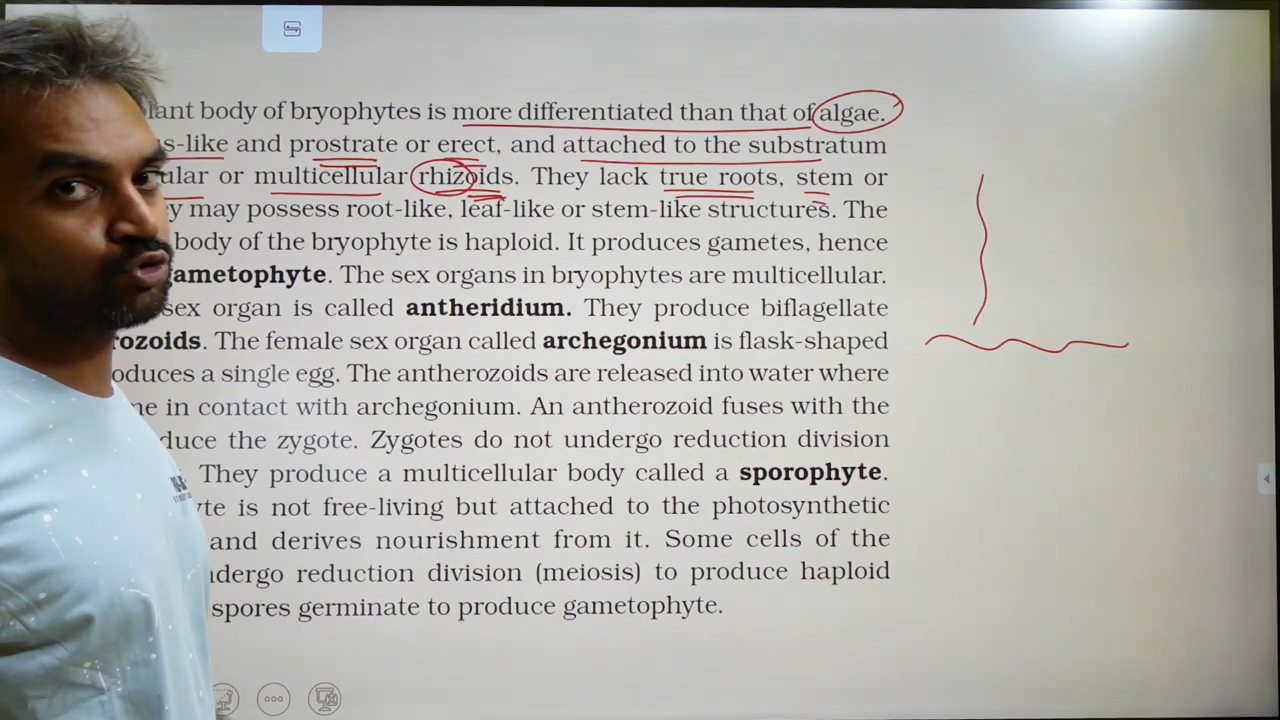 plant body of bryophytes is more differentiated than that of algae.
s-like and prostrate or erect, and attached to the substratum
ular or multicellular rhizoids. They lack true roots, stem or
y may possess root-like, leaf-like or stem-like structures. The
body of the bryophyte is haploid. It produces gametes, hence
ametophyte. The sex organs in bryophytes are multicellular.
sex organ is called antheridium. They produce biflagellate
rozoids. The female sex organ called archegonium is flask-shaped
oduces a single egg. The antherozoids are released into water where
ne in contact with archegonium. An antherozoid fuses with the
duce the zygote. Zygotes do not undergo reduction division
They produce a multicellular body called a sporophyte.
yte is not free-living but attached to the photosynthetic
and derives nourishment from it. Some cells of the
dergo reduction division (meiosis) to produce haploid
spores germinate to produce gametophyte.